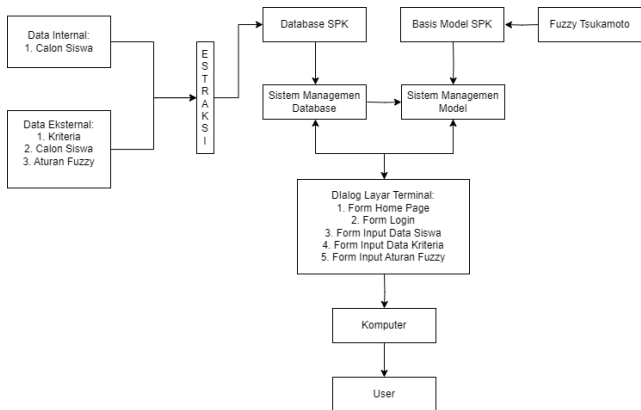 Data Internal:
1. Calon Siswa
Data Eksternal:
1. Kriteria
2. Calon Siswa
3. Aturan Fuzzy
ESTRAKSI
Database SPK
Basis Model SPK
Fuzzy Tsukamoto
Sistem Managemen
Database
Sistem Managemen
Model
DIalog Layar Terminal:
1. Form Home Page
2. Form Login
3. Form Input Data Siswa
4. Form Input Data Kriteria
5. Form Input Aturan Fuzzy
Komputer
User